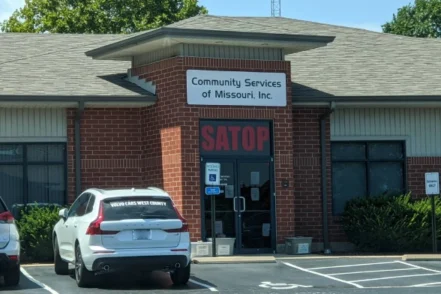 Community Services
of Missouri, Inc.
SATOP
VOLVO CARS WEST COUNTY